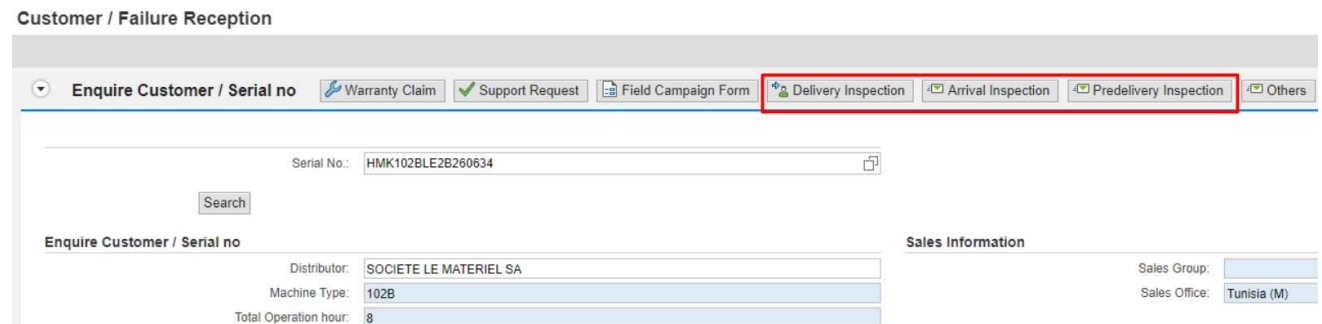 Customer / Failure Reception
Enquire Customer / Serial no Warranty Claim Support Request Field Campaign Form Delivery Inspection Arrival Inspection Predelivery Inspection Others
Serial No.: HMK102BLE2B260634
Search
Enquire Customer / Serial no Sales Information
Distributor: SOCIETE LE MATERIEL SA Sales Group:
Machine Type: 102B Sales Office: Tunisia (M)
Total Operation hour: 8